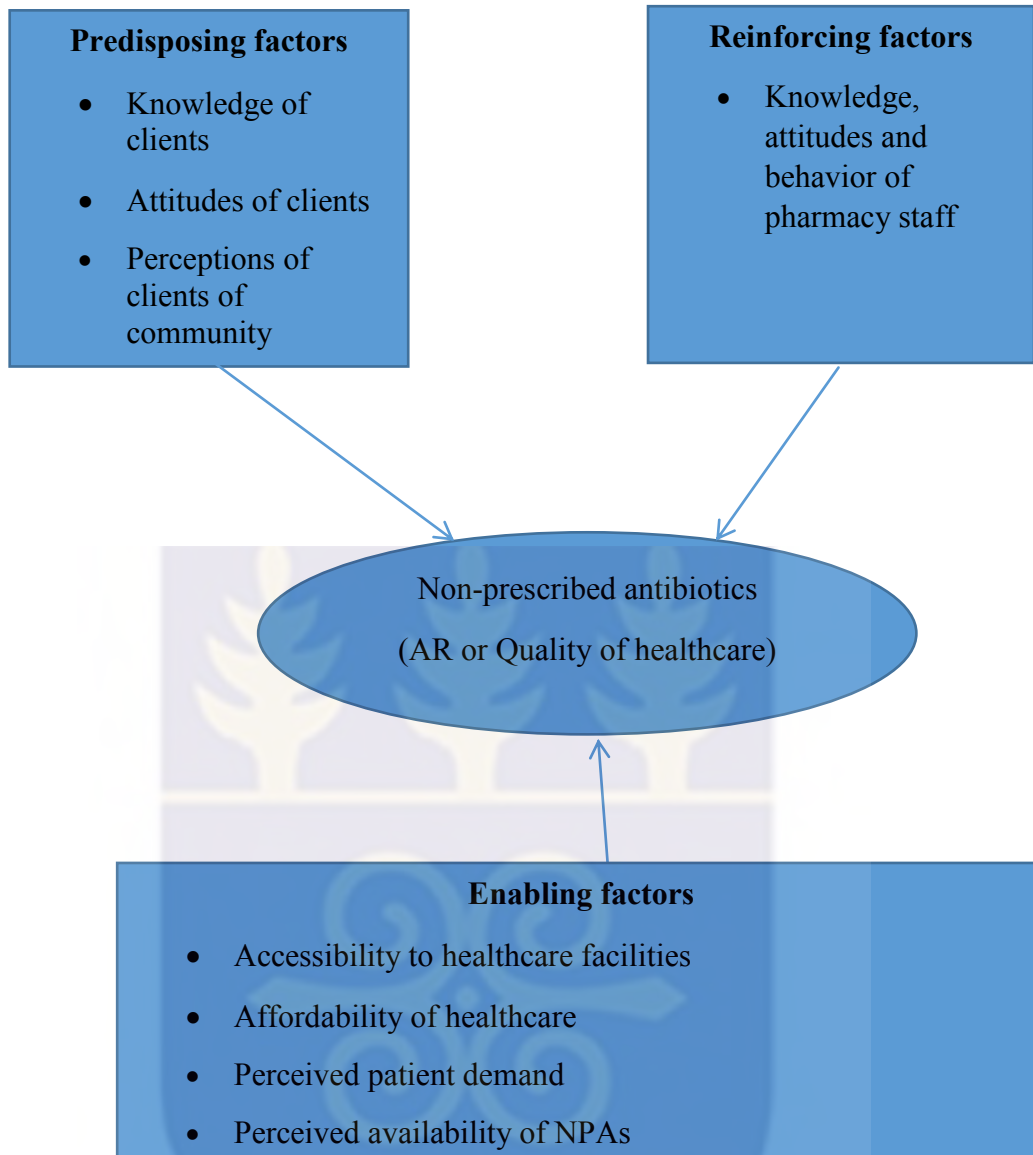 Predisposing factors
• Knowledge of
clients
• Attitudes of clients
• Perceptions of
clients of
community
Reinforcing factors
• Knowledge,
attitudes and
behavior of
pharmacy staff
Non-prescribed antibiotics
(AR or Quality of healthcare)
Enabling factors
• Accessibility to healthcare facilities
• Affordability of healthcare
• Perceived patient demand
• Perceived availability of NPAs